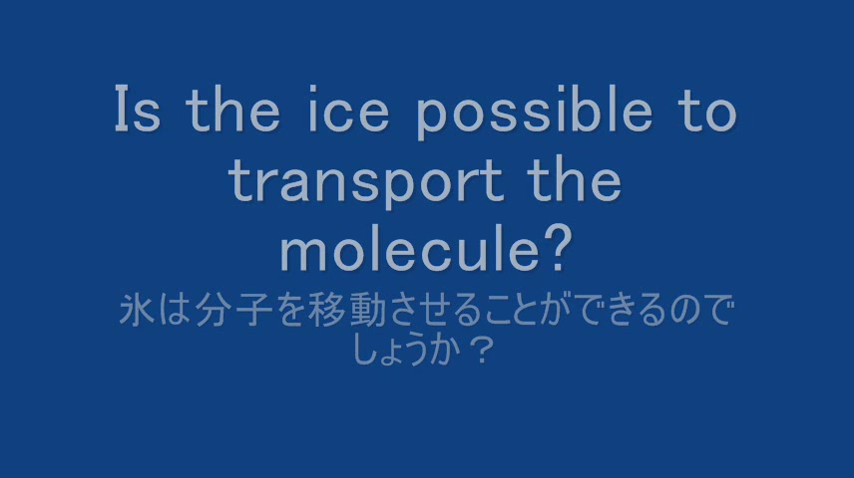 Is the ice possible to
transport the
molecule?
氷は分子を移動させることができるので
しょうか？